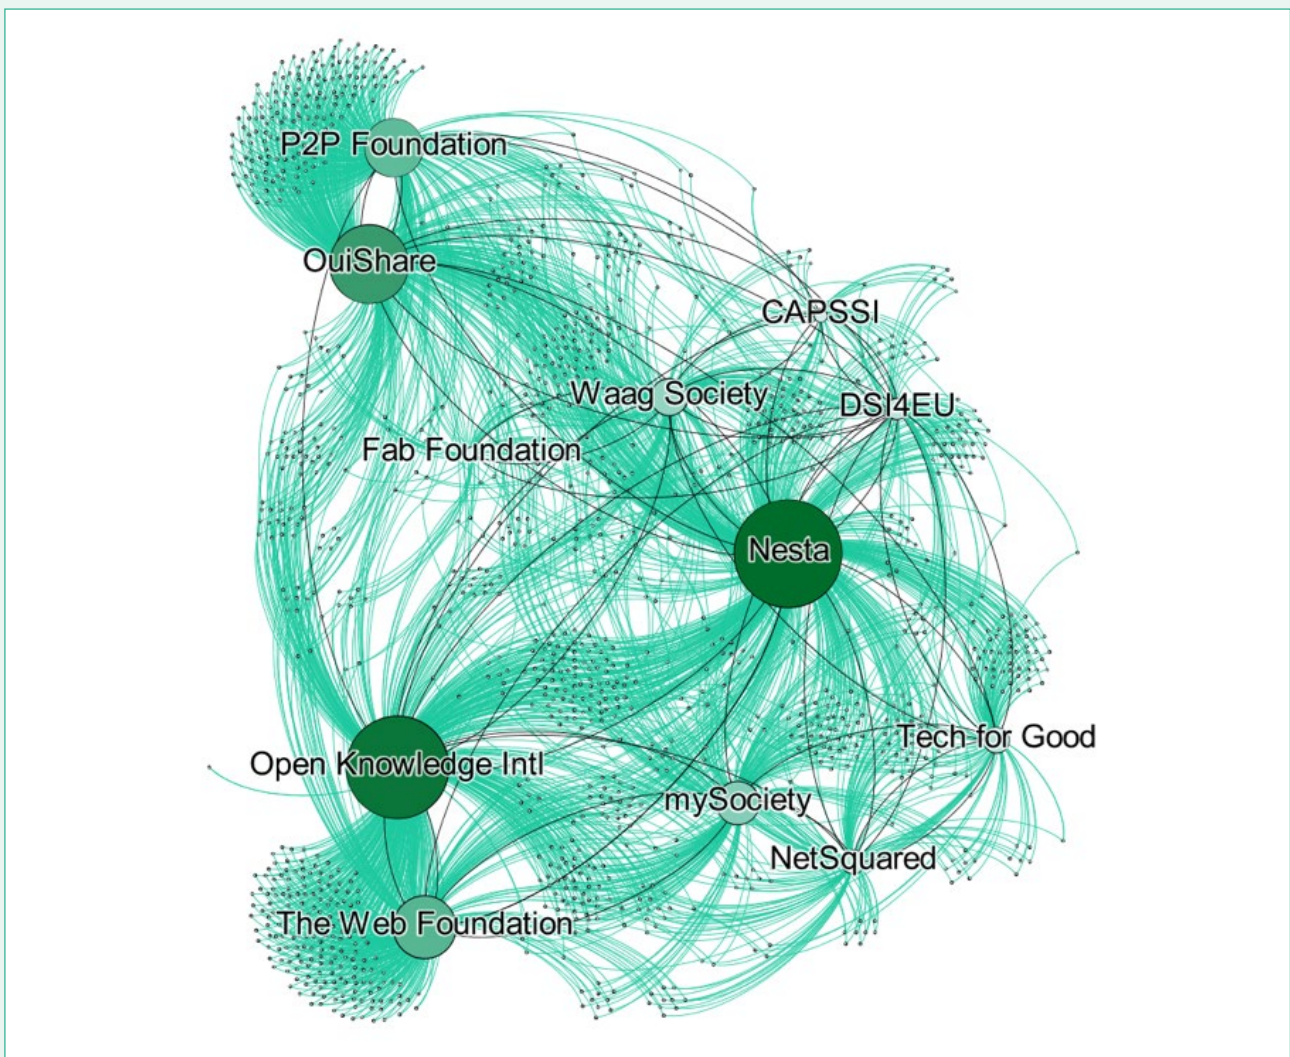 P2P Foundation
OuiShare
CAPSSI
Waag Society
DSI4EU
Fab Foundation
Nesta
Tech for Good
Open Knowledge Intl
mySociety
NetSquared
The Web Foundation